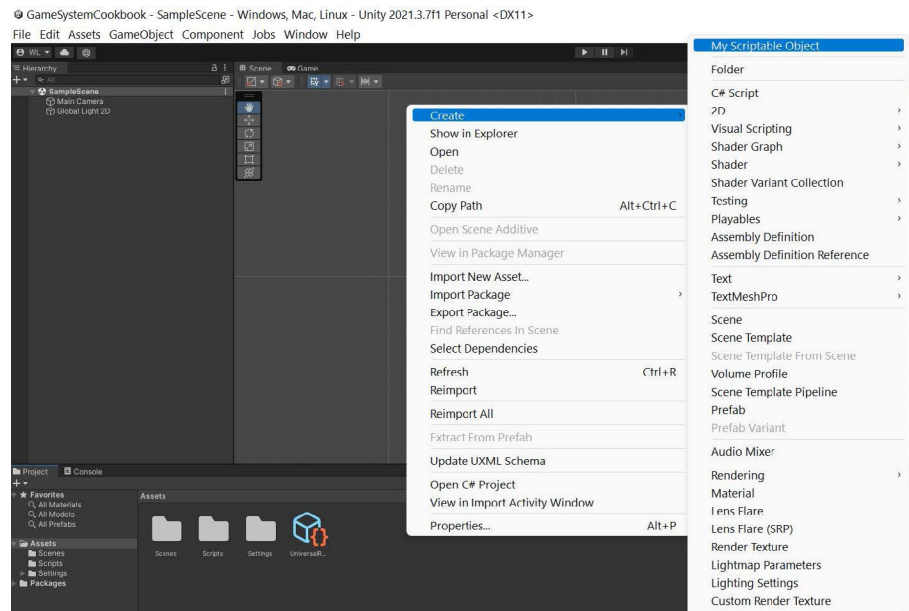 GameSystemCookbook - SampleScene - Windows, Mac, Linux - Unity 2021.3.7f1 Personal <DX11>
File Edit Assets GameObject Component Jobs Window Help
WL
Hierarchy
Scene
Game
All
SampleScene
Main Camera
Global Light 2D
Create
Show in Explorer
Open
Delete
Rename
Copy Path Alt+Ctrl+C
Open Scene Additive
View in Package Manager
Import New Asset...
Import Package
Export Package...
Find References In Scene
Select Dependencies
Refresh Ctrl+R
Reimport
Reimport All
Extract From Prefab
Update UXML Schema
Open C# Project
View in Import Activity Window
Properties... Alt+P
My Scriptable Object
Folder
C# Script
2D
Visual Scripting
Shader Graph
Shader
Shader Variant Collection
Testing
Playables
Assembly Definition
Assembly Definition Reference
Text
TextMeshPro
Scene
Scene Template
Scene Template From Scene
Volume Profile
Scene Template Pipeline
Prefab
Prefab Variant
Audio Mixer
Rendering
Material
Lens Flare
Lens Flare (SRP)
Render Texture
Lightmap Parameters
Lighting Settings
Custom Render Texture
Project
Console
Favorites
All Materials
All Models
All Prefabs
Assets
Scenes
Scripts
Settings
Packages
Assets
Scenes
Scripts
Settings
UniversalR...